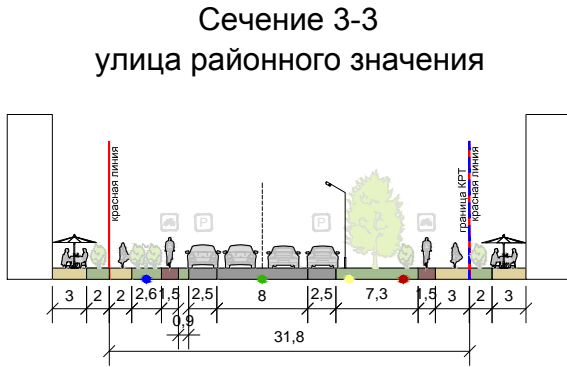 Сечение 3-3
улица районного значения
красная линия
граница КРТ
красная линия
P
P
3 2 2 2,6 1,5 2,5 8 2,5 7,3 1,5 3 2 3
0,9
31,8